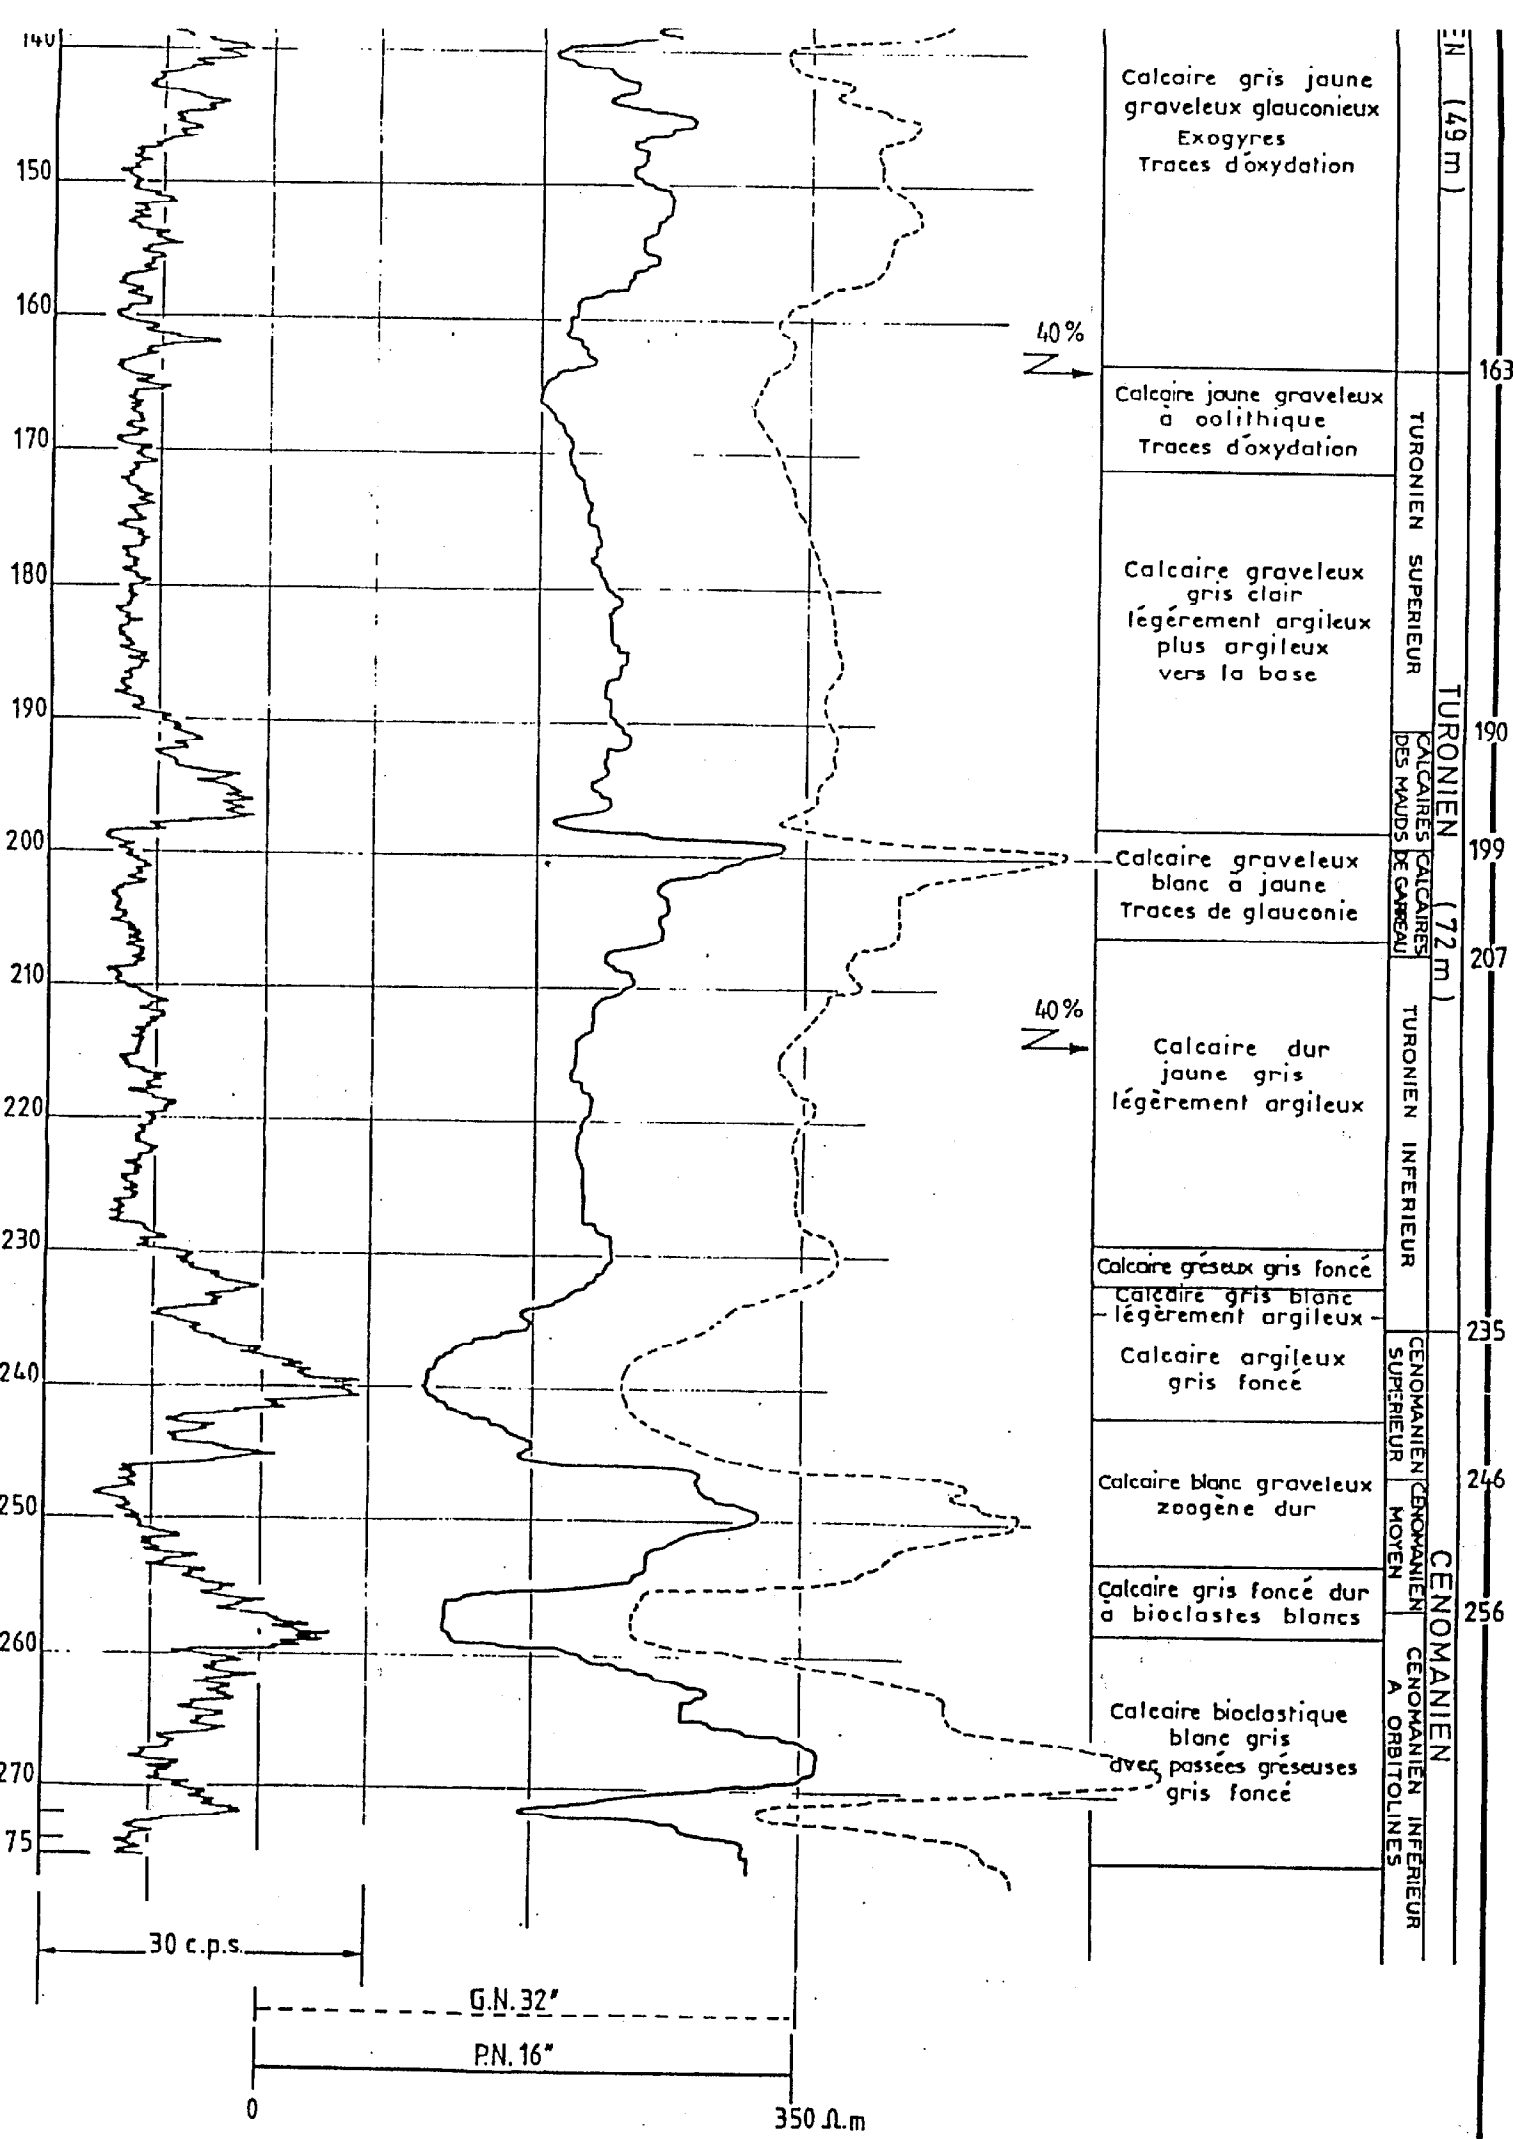 140
150
160
170
180
190
200
210
220
230
240
250
260
270
75
30 c.p.s.
G.N. 32"
P.N. 16"
0
350 Ω.m
40%
40%
Calcaire gris jaune
graveleux glauconieux
Exogyres
Traces d'oxydation
Calcaire jaune graveleux
à oolithique
Traces d'oxydation
Calcaire graveleux
gris clair
légérement argileux
plus argileux
vers la base
Calcaire graveleux
blanc à jaune
Traces de glauconie
Calcaire dur
jaune gris
légèrement argileux
Calcaire gréseux gris foncé
Calcaire gris blanc
légèrement argileux
Calcaire argileux
gris foncé
Calcaire blanc graveleux
zoogène dur
Calcaire gris foncé dur
à bioclastes blancs
Calcaire bioclastique
blanc gris
avec passées gréseuses
gris foncé
TURONIEN SUPERIEUR
CALCAIRES
DES MAUDS
CALCAIRES
DE GARREAU
TURONIEN INFERIEUR
CENOMANIEN
SUPERIEUR
CENOMANIEN
MOYEN
CENOMANIEN INFERIEUR
A ORBITOLINES
EN (49 m)
TURONIEN (72 m)
CENOMANIEN
163
190
199
207
235
246
256